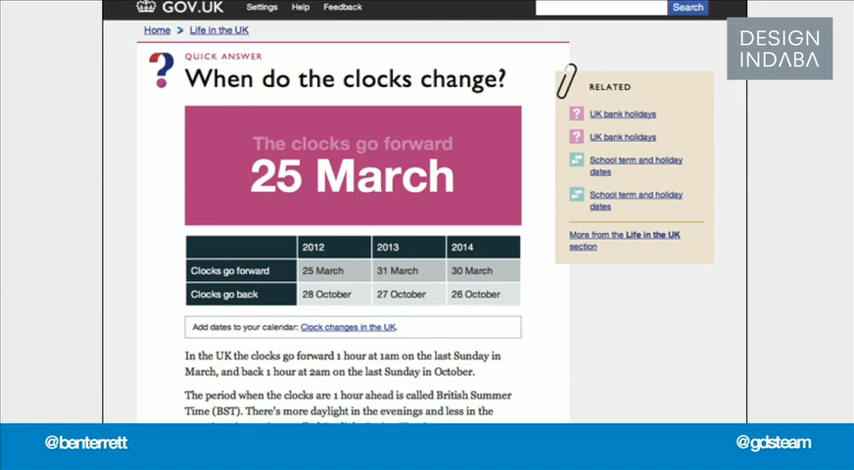 GOV.UK Settings Help Feedback Search
DESIGN
INDABA
Home > Life in the UK
QUICK ANSWER
When do the clocks change?
The clocks go forward
25 March
2012 2013 2014
Clocks go forward 25 March 31 March 30 March
Clocks go back 28 October 27 October 26 October
Add dates to your calendar: Clock changes in the UK.
In the UK the clocks go forward 1 hour at 1am on the last Sunday in
March, and back 1 hour at 2am on the last Sunday in October.
The period when the clocks are 1 hour ahead is called British Summer
Time (BST). There's more daylight in the evenings and less in the
RELATED
UK bank holidays
UK bank holidays
School term and holiday
dates
School term and holiday
dates
More from the Life in the UK
section
@benterrett
@gdsteam